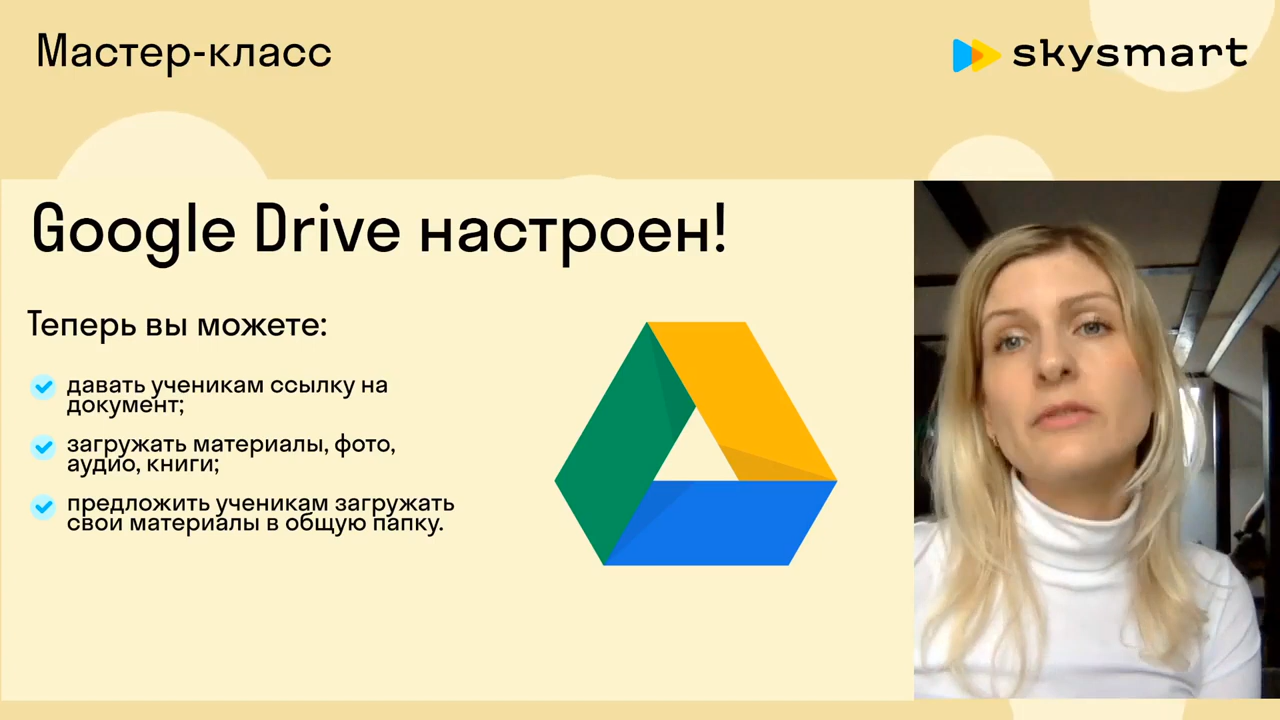 Мастер-класс
skysmart
Google Drive настроен!
Теперь вы можете:
давать ученикам ссылку на
документ;
загружать материалы, фото,
аудио, книги;
предложить ученикам загружать
свои материалы в общую папку.